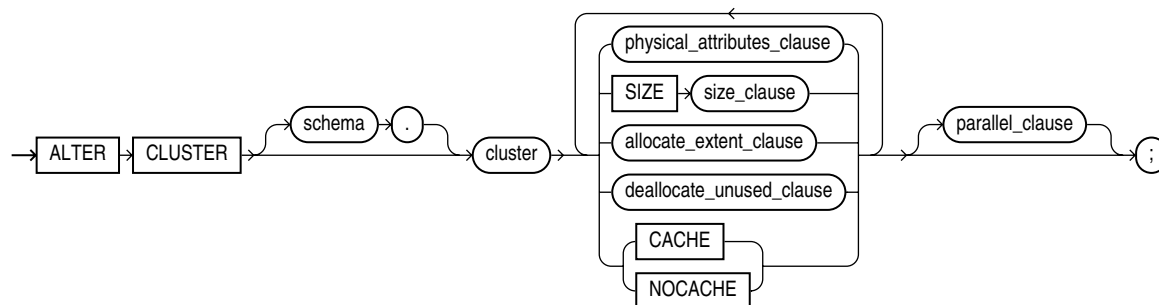 physical_attributes_clause
SIZE size_clause
schema . parallel_clause
ALTER CLUSTER cluster allocate_extent_clause ;
deallocate_unused_clause
CACHE
NOCACHE